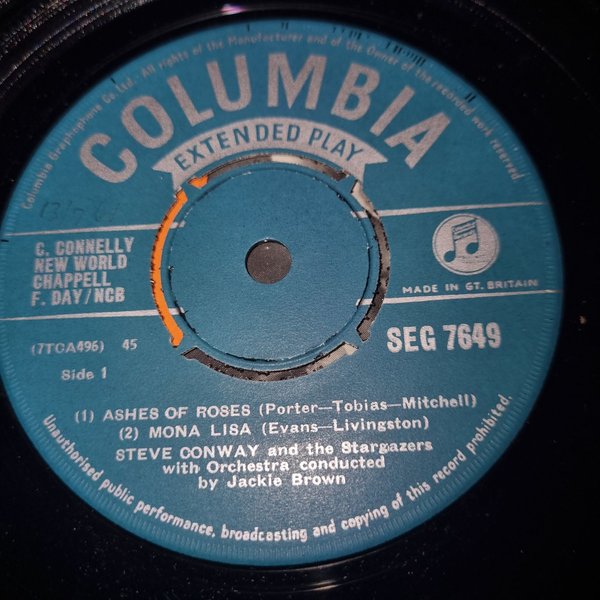 Columbia Graphophone Co. Ltd. All rights of the Manufacturer and of the Owner of the recorded work reserved
COLUMBIA
EXTENDED PLAY
C. CONNELLY
NEW WORLD
CHAPPELL
F. DAY/NCB
MADE IN GT. BRITAIN
(7TCA496) 45
SEG 7649
Side 1
(1) ASHES OF ROSES (Porter—Tobias—Mitchell)
(2) MONA LISA (Evans—Livingston)
STEVE CONWAY and the Stargazers
with Orchestra conducted
by Jackie Brown
Unauthorised public performance, broadcasting and copying of this record prohibited.